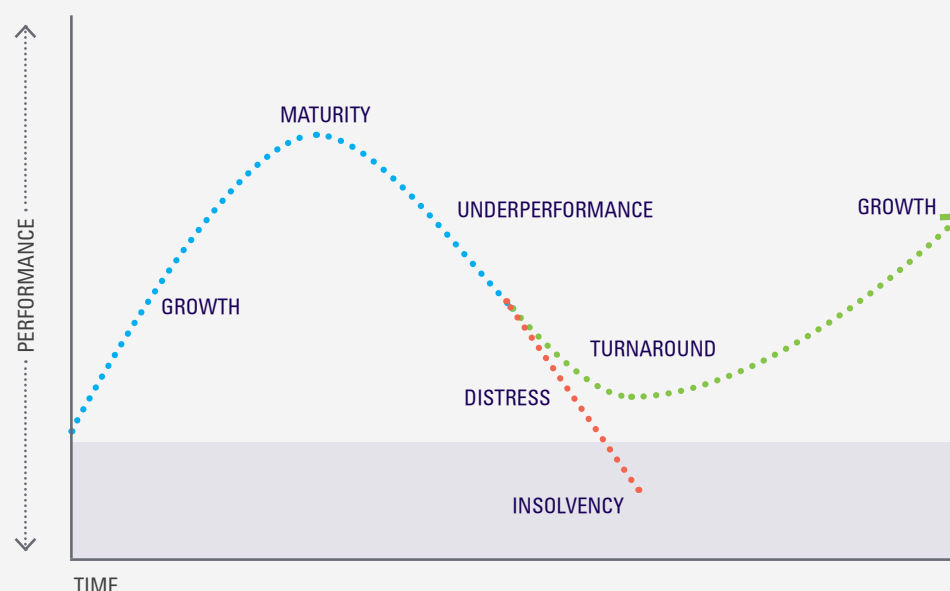 MATURITY
UNDERPERFORMANCE
GROWTH
PERFORMANCE
GROWTH
TURNAROUND
DISTRESS
INSOLVENCY
TIME